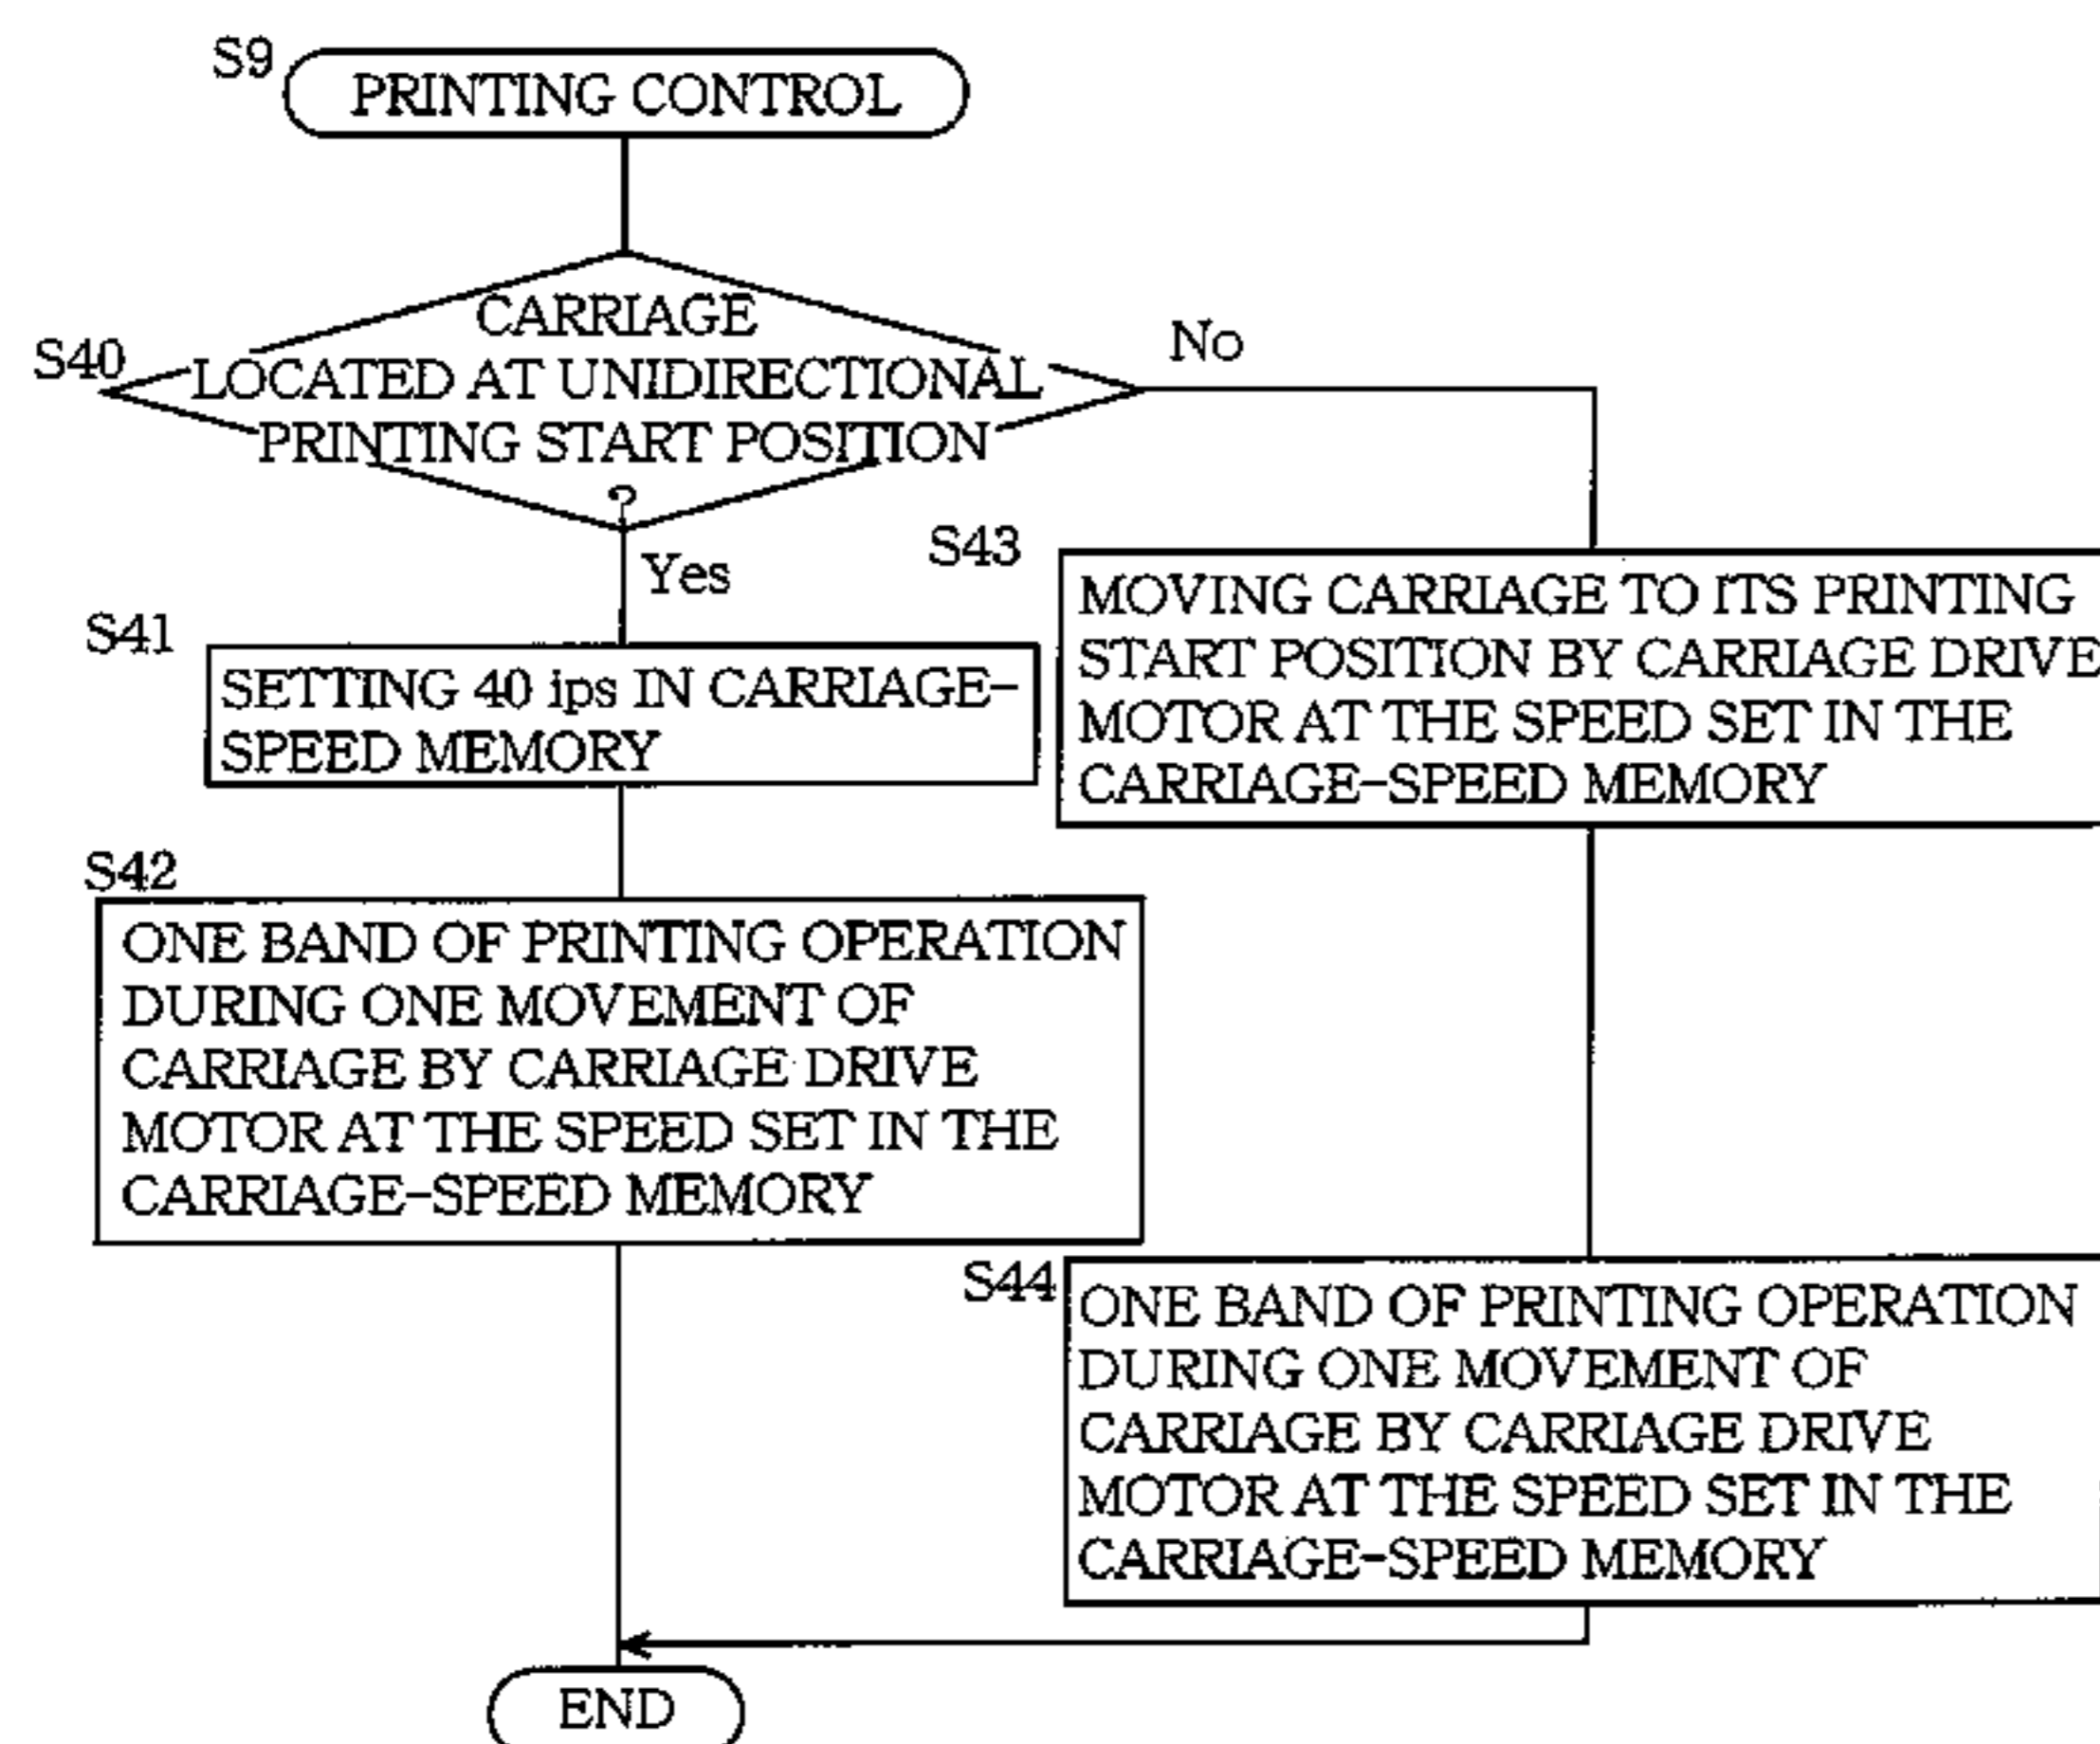 S9
PRINTING CONTROL
S40
CARRIAGE
LOCATED AT UNIDIRECTIONAL
PRINTING START POSITION
?
No
Yes
S41
SETTING 40 ips IN CARRIAGE-
SPEED MEMORY
S42
ONE BAND OF PRINTING OPERATION
DURING ONE MOVEMENT OF
CARRIAGE BY CARRIAGE DRIVE
MOTOR AT THE SPEED SET IN THE
CARRIAGE-SPEED MEMORY
S43
MOVING CARRIAGE TO ITS PRINTING
START POSITION BY CARRIAGE DRIVE
MOTOR AT THE SPEED SET IN THE
CARRIAGE-SPEED MEMORY
S44
ONE BAND OF PRINTING OPERATION
DURING ONE MOVEMENT OF
CARRIAGE BY CARRIAGE DRIVE
MOTOR AT THE SPEED SET IN THE
CARRIAGE-SPEED MEMORY
END